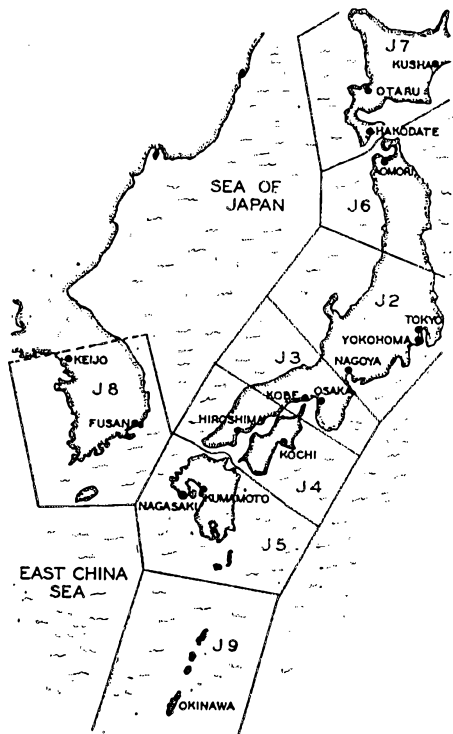 J7
KUSHA
OTARU
HAKODATE
AOMORI
SEA OF
JAPAN
J6
J2
TOKYO
YOKOHOMA
NAGOYA
J3
KEIJO
J8
KOBE
OSAKA
HIROSHIMA
FUSAN
KOCHI
J4
KUMAMOTO
NAGASAKI
J5
EAST CHINA
SEA
J9
OKINAWA